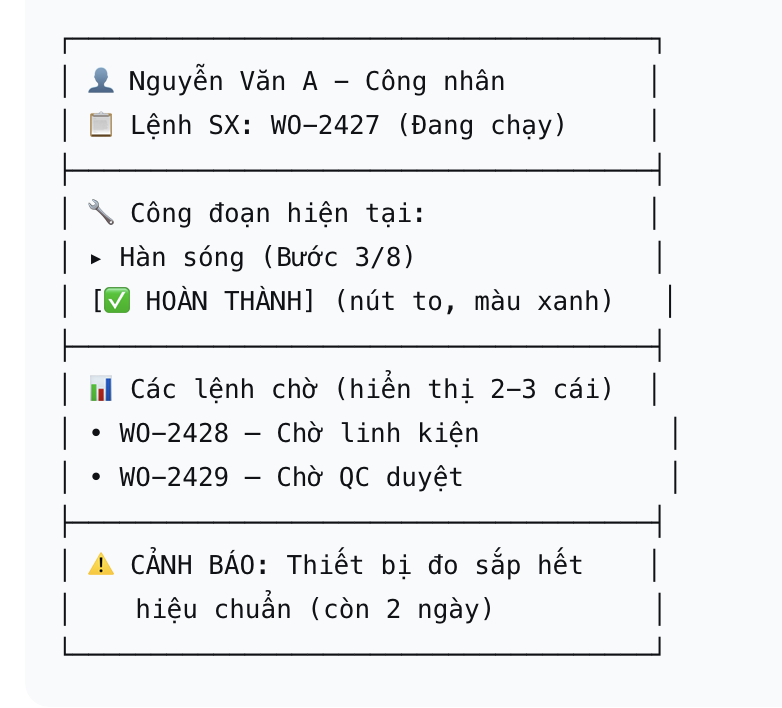 👤 Nguyễn Văn A – Công nhân
📋 Lệnh SX: WO–2427 (Đang chạy)
🔧 Công đoạn hiện tại:
▸ Hàn sóng (Bước 3/8)
[✅ HOÀN THÀNH] (nút to, màu xanh)
📊 Các lệnh chờ (hiển thị 2–3 cái)
• WO–2428 — Chờ linh kiện
• WO–2429 — Chờ QC duyệt
⚠️ CẢNH BÁO: Thiết bị đo sắp hết
hiệu chuẩn (còn 2 ngày)